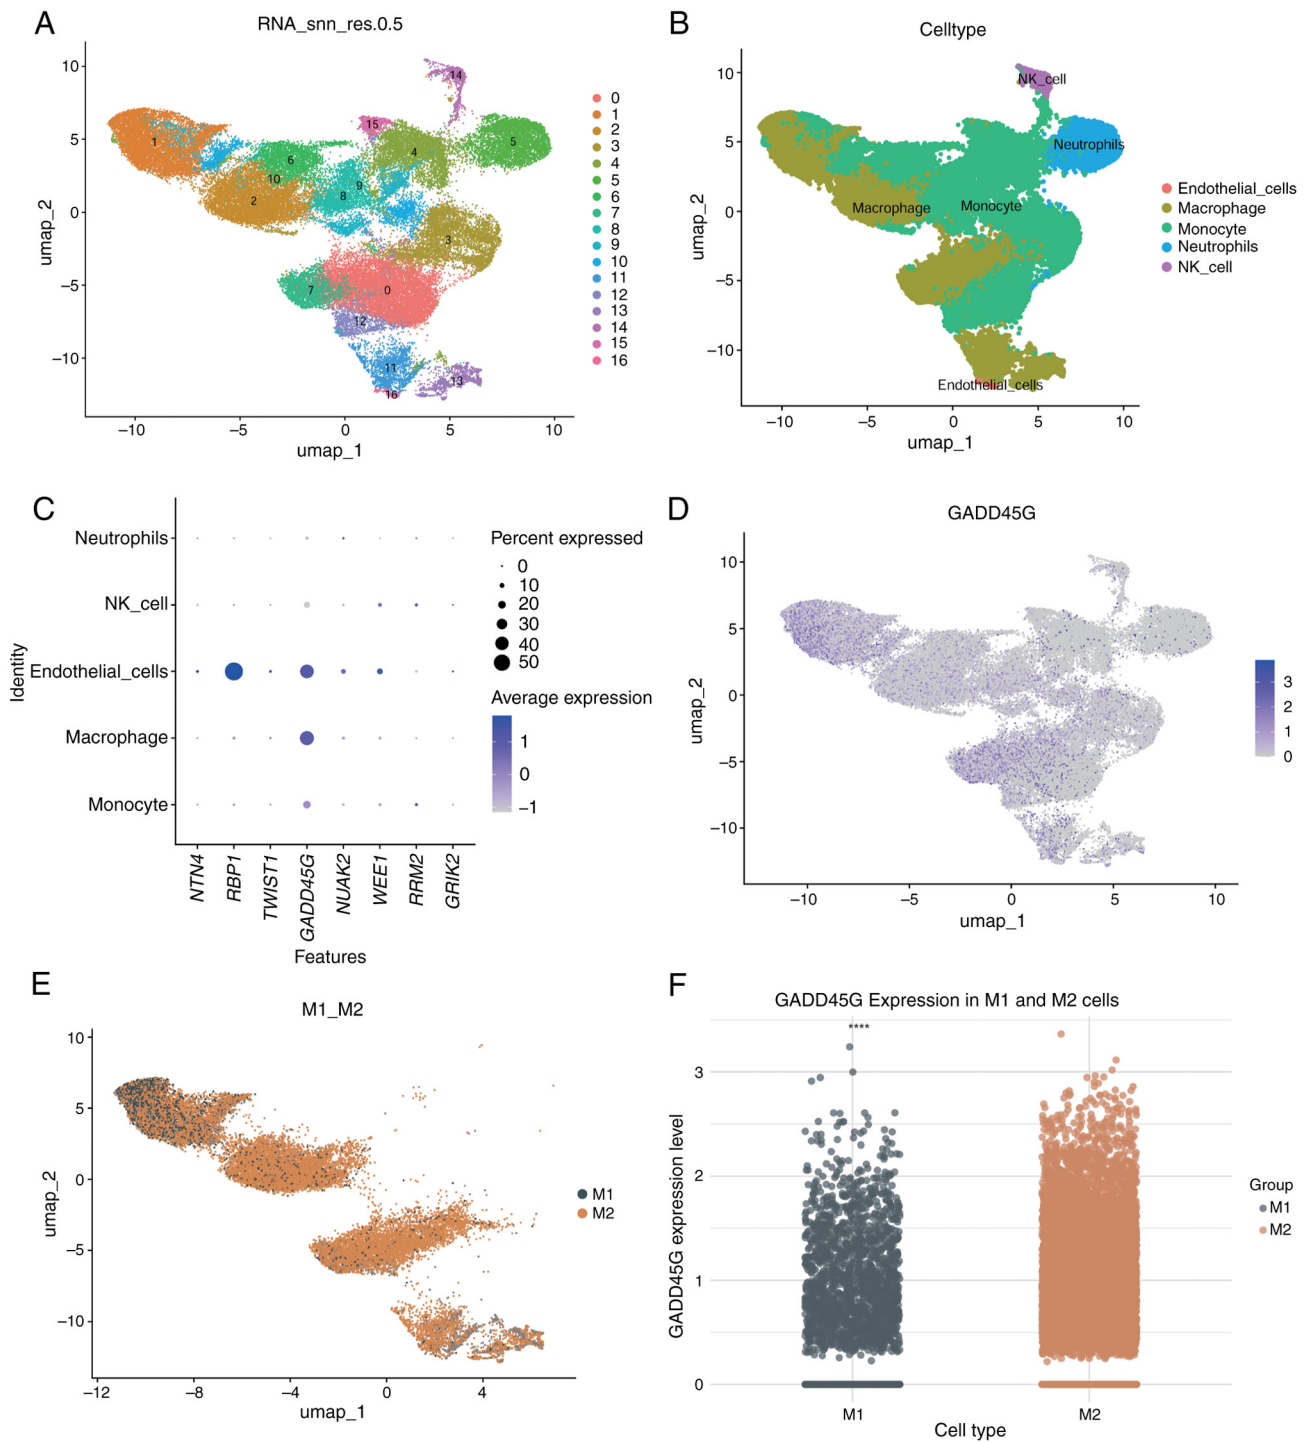 A
RNA_snn_res.0.5
10
5
0
−5
−10
umap_2
−10
−5
0
5
10
umap_1
0
1
2
3
4
5
6
7
8
9
10
11
12
13
14
15
16
14
15
1
4
5
6
10
9
2
8
3
7
0
12
11
13
16
B
Celltype
10
5
0
−5
−10
umap_2
−10
−5
0
5
10
umap_1
NK_cell
Neutrophils
Macrophage
Monocyte
Endothelial_cells
Endothelial_cells
Macrophage
Monocyte
Neutrophils
NK_cell
C
Identity
Neutrophils
NK_cell
Endothelial_cells
Macrophage
Monocyte
NTN4
RBP1
TWIST1
GADD45G
NUAK2
WEE1
RRM2
GRIK2
Features
Percent expressed
0
10
20
30
40
50
Average expression
1
0
−1
D
GADD45G
10
5
0
−5
−10
umap_2
−10
−5
0
5
10
umap_1
3
2
1
0
E
M1_M2
10
5
0
−5
−10
umap_2
−12
−8
−4
0
4
umap_1
M1
M2
F
GADD45G Expression in M1 and M2 cells
****
GADD45G expression level
3
2
1
0
M1
M2
Cell type
Group
M1
M2